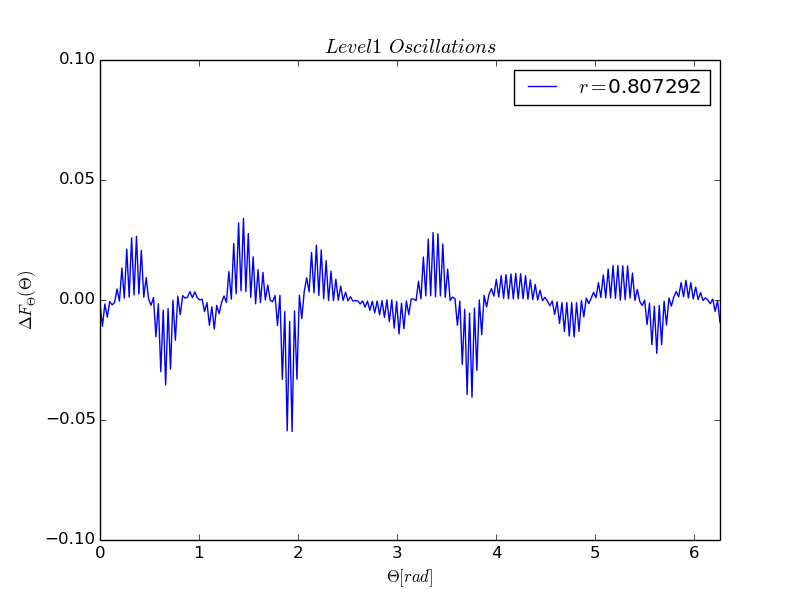 Level1 Oscillations
r=0.807292
0.10
0.05
0.00
−0.05
−0.10
ΔF_Θ(Θ)
0 1 2 3 4 5 6
Θ[rad]